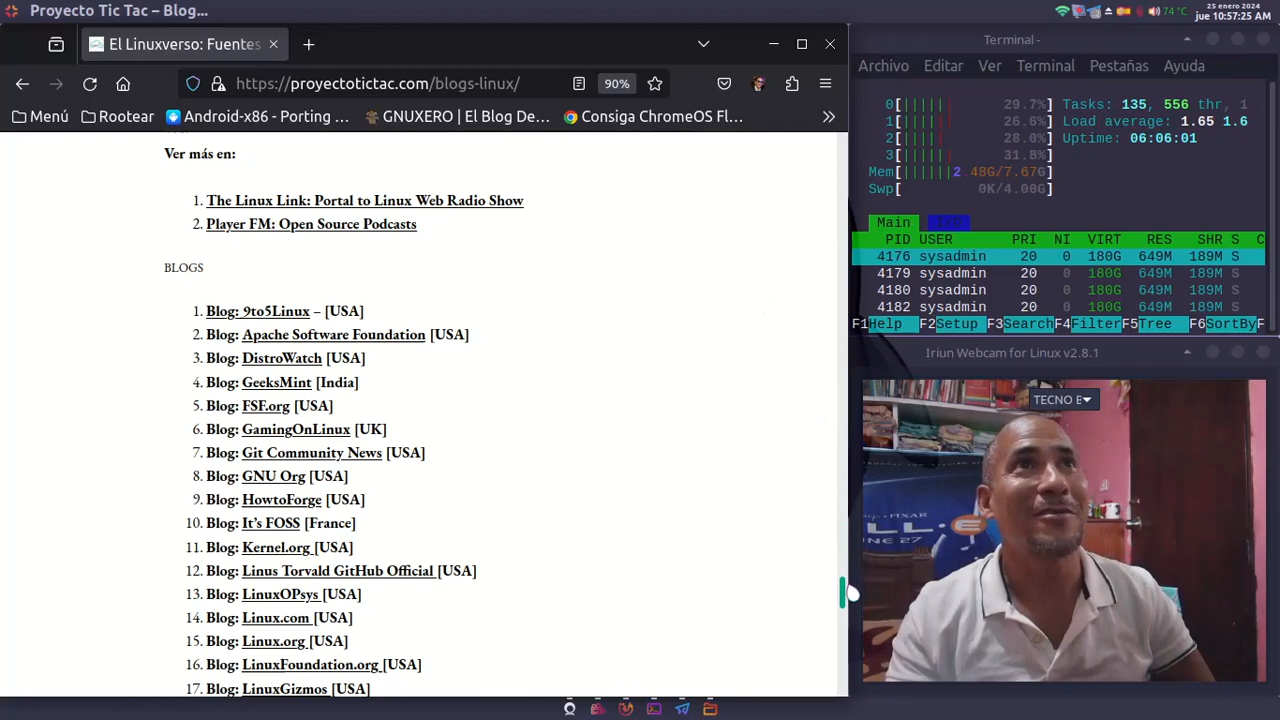 Proyecto Tic Tac – Blog...
74 °C
25 enero 2024
jue 10:57:25 AM
El Linuxverso: Fuentes
https://proyectotictac.com/blogs-linux/
90%
Menú
Rootear
Android-x86 - Porting ...
GNUXERO | El Blog De...
Consiga ChromeOS Fl...
Ver más en:
1. The Linux Link: Portal to Linux Web Radio Show
2. Player FM: Open Source Podcasts
BLOGS
1. Blog: 9to5Linux – [USA]
2. Blog: Apache Software Foundation [USA]
3. Blog: DistroWatch [USA]
4. Blog: GeeksMint [India]
5. Blog: FSF.org [USA]
6. Blog: GamingOnLinux [UK]
7. Blog: Git Community News [USA]
8. Blog: GNU Org [USA]
9. Blog: HowtoForge [USA]
10. Blog: It's FOSS [France]
11. Blog: Kernel.org [USA]
12. Blog: Linus Torvald GitHub Official [USA]
13. Blog: LinuxOPsys [USA]
14. Blog: Linux.com [USA]
15. Blog: Linux.org [USA]
16. Blog: LinuxFoundation.org [USA]
17. Blog: LinuxGizmos [USA]
Terminal -
Archivo Editar Ver Terminal Pestañas Ayuda
0[||||| 29.7%] Tasks: 135, 556 thr, 1
1[||||| 26.6%] Load average: 1.65 1.6
2[|||| 28.0%] Uptime: 06:06:01
3[||||| 31.8%]
Mem[||||||2.48G/7.67G]
Swp[ 0K/4.00G]
Main I/O
PID USER PRI NI VIRT RES SHR S C
4176 sysadmin 20 0 180G 649M 189M S
4179 sysadmin 20 0 180G 649M 189M S
4180 sysadmin 20 0 180G 649M 189M S
4182 sysadmin 20 0 180G 649M 189M S
F1Help F2Setup F3Search F4Filter F5Tree F6SortBy F
Iriun Webcam for Linux v2.8.1
TECNO B
PIXAR